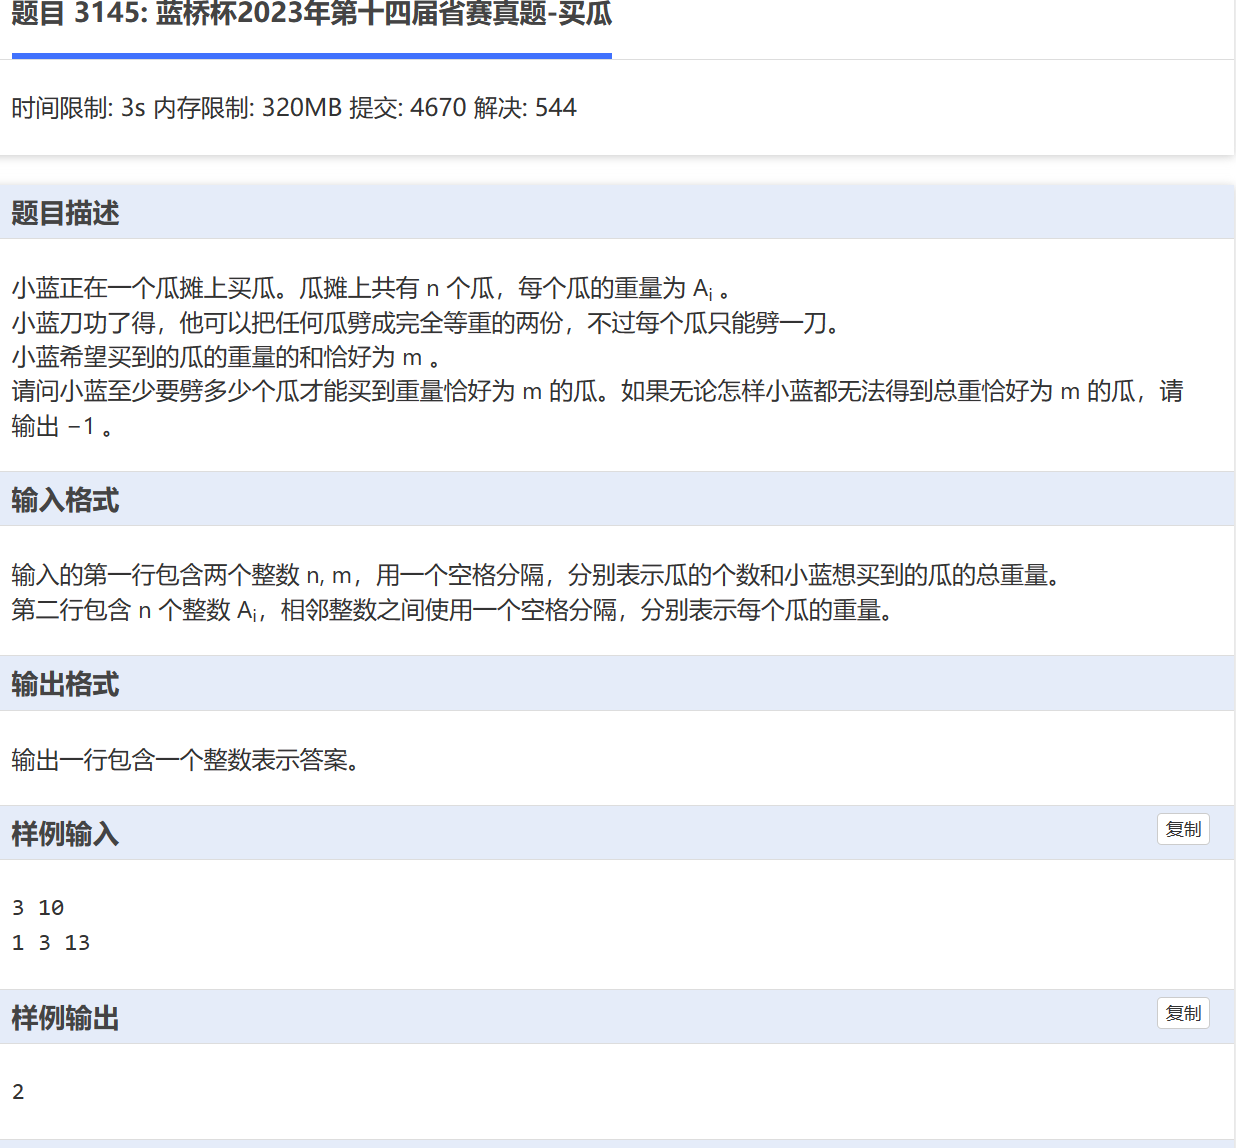 题目 3145: 蓝桥杯2023年第十四届省赛真题-买瓜
时间限制: 3s 内存限制: 320MB 提交: 4670 解决: 544
题目描述
小蓝正在一个瓜摊上买瓜。瓜摊上共有 n 个瓜，每个瓜的重量为 Ai 。
小蓝刀功了得，他可以把任何瓜劈成完全等重的两份，不过每个瓜只能劈一刀。
小蓝希望买到的瓜的重量的和恰好为 m 。
请问小蓝至少要劈多少个瓜才能买到重量恰好为 m 的瓜。如果无论怎样小蓝都无法得到总重恰好为 m 的瓜，请
输出 −1 。
输入格式
输入的第一行包含两个整数 n, m，用一个空格分隔，分别表示瓜的个数和小蓝想买到的瓜的总重量。
第二行包含 n 个整数 Ai，相邻整数之间使用一个空格分隔，分别表示每个瓜的重量。
输出格式
输出一行包含一个整数表示答案。
样例输入
复制
3 10
1 3 13
样例输出
复制
2